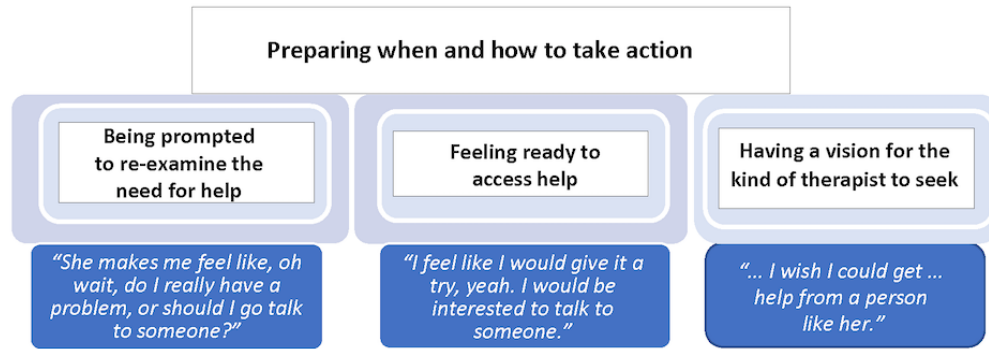 Preparing when and how to take action
Being prompted
to re-examine the
need for help
Feeling ready to
access help
Having a vision for the
kind of therapist to seek
“She makes me feel like, oh
wait, do I really have a
problem, or should I go talk
to someone?”
“I feel like I would give it a
try, yeah. I would be
interested to talk to
someone.”
“... I wish I could get ...
help from a person
like her.”